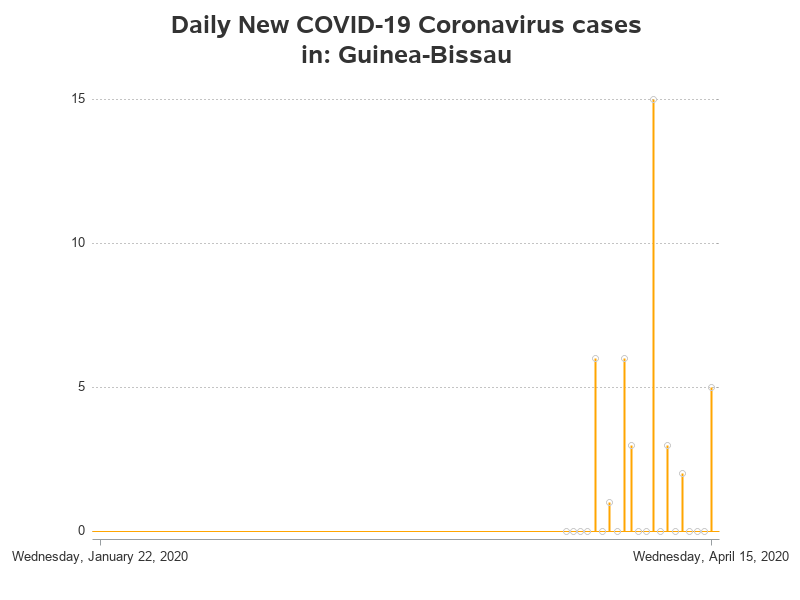 Daily New COVID-19 Coronavirus cases
in: Guinea-Bissau
15
10
5
0
Wednesday, January 22, 2020
Wednesday, April 15, 2020